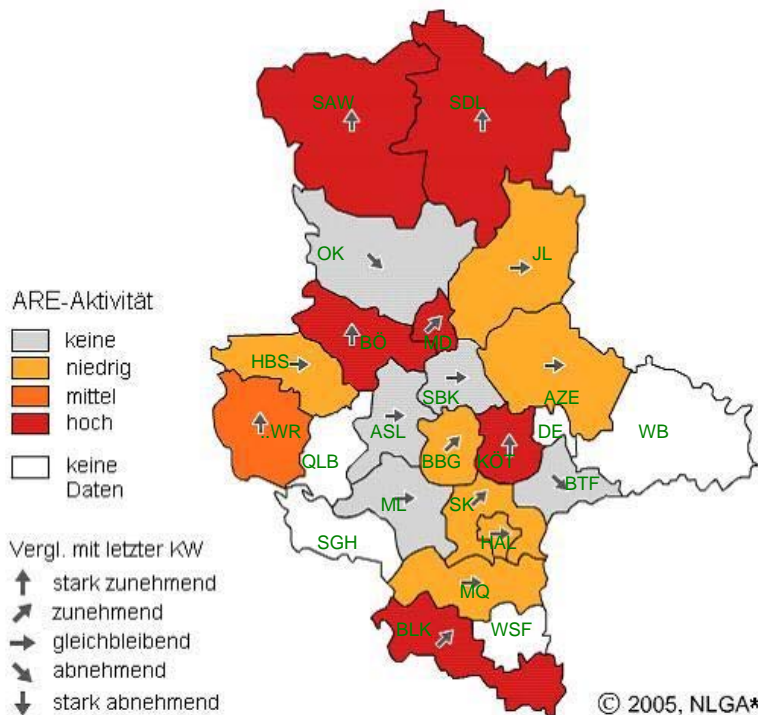 SAW
SDL
OK
JL
BÖ
MD
HBS
SBK
AZE
..WR
QLB
ASL
BBG
KÖT
DE
WB
ML
SK
BTF
SGH
HAL
MQ
BLK
WSF
ARE-Aktivität
keine
niedrig
mittel
hoch
keine
Daten
Vergl. mit letzter KW
stark zunehmend
zunehmend
gleichbleibend
abnehmend
stark abnehmend
© 2005, NLGA*